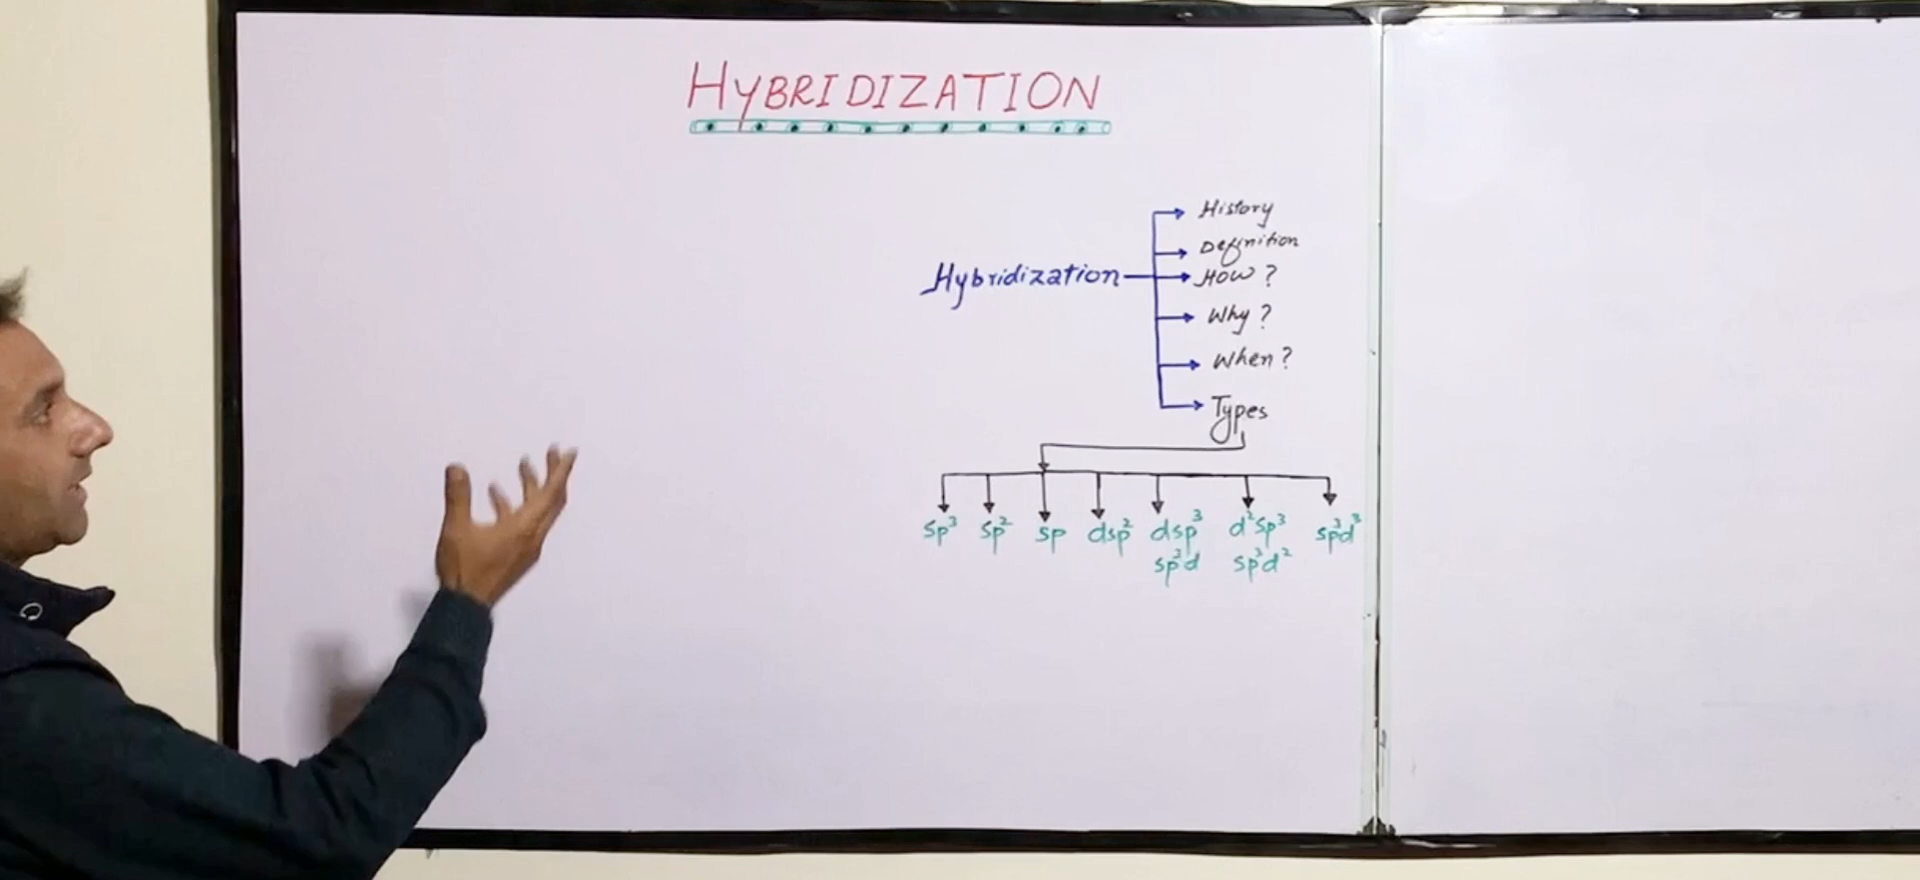 HYBRIDIZATION
History
Definition
Hybridization
How ?
Why ?
When ?
Types
sp³ sp² sp dsp² dsp³ d²sp³ sp³d³
sp³d sp³d²